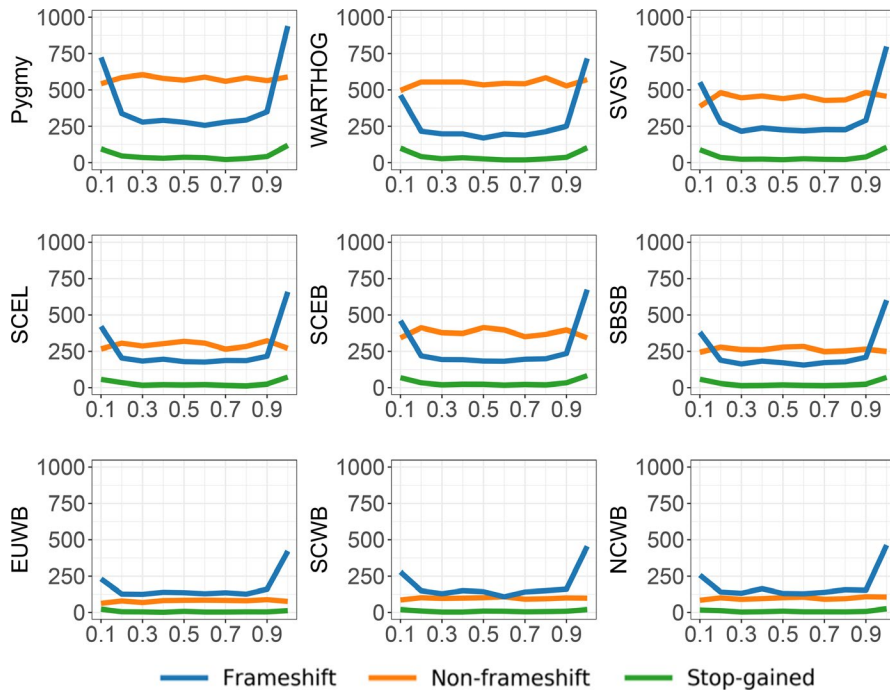 1000 1000 1000
750 750 750
Pygmy 500 WARTHOG 500 SVSV 500
250 250 250
0 0 0
0.1 0.3 0.5 0.7 0.9 0.1 0.3 0.5 0.7 0.9 0.1 0.3 0.5 0.7 0.9
1000 1000 1000
750 750 750
SCEL 500 SCEB 500 SBSB 500
250 250 250
0 0 0
0.1 0.3 0.5 0.7 0.9 0.1 0.3 0.5 0.7 0.9 0.1 0.3 0.5 0.7 0.9
1000 1000 1000
750 750 750
EUWB 500 SCWB 500 NCWB 500
250 250 250
0 0 0
0.1 0.3 0.5 0.7 0.9 0.1 0.3 0.5 0.7 0.9 0.1 0.3 0.5 0.7 0.9
Frameshift Non-frameshift Stop-gained